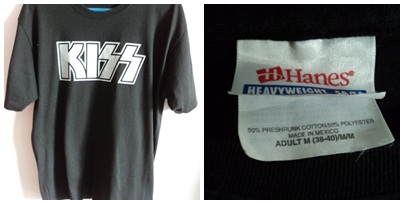 KISS
Hanes®
HEAVYWEIGHT
50% PRESHRUNK COTTON/50% POLYESTER
MADE IN MEXICO
ADULT M (38-40)/M/M